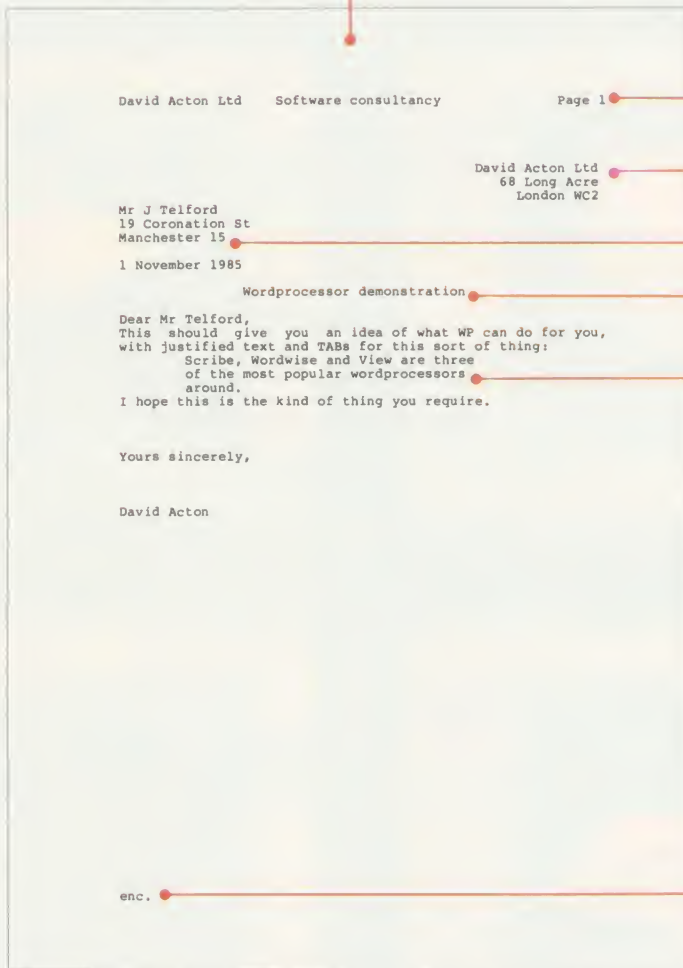 David Acton Ltd    Software consultancy    Page 1
David Acton Ltd
68 Long Acre
London WC2
Mr J Telford
19 Coronation St
Manchester 15
1 November 1985
Wordprocessor demonstration
Dear Mr Telford,
This should give you an idea of what WP can do for you,
with justified text and TABs for this sort of thing:
Scribe, Wordwise and View are three
of the most popular wordprocessors
around.
I hope this is the kind of thing you require.
Yours sincerely,
David Acton
enc.